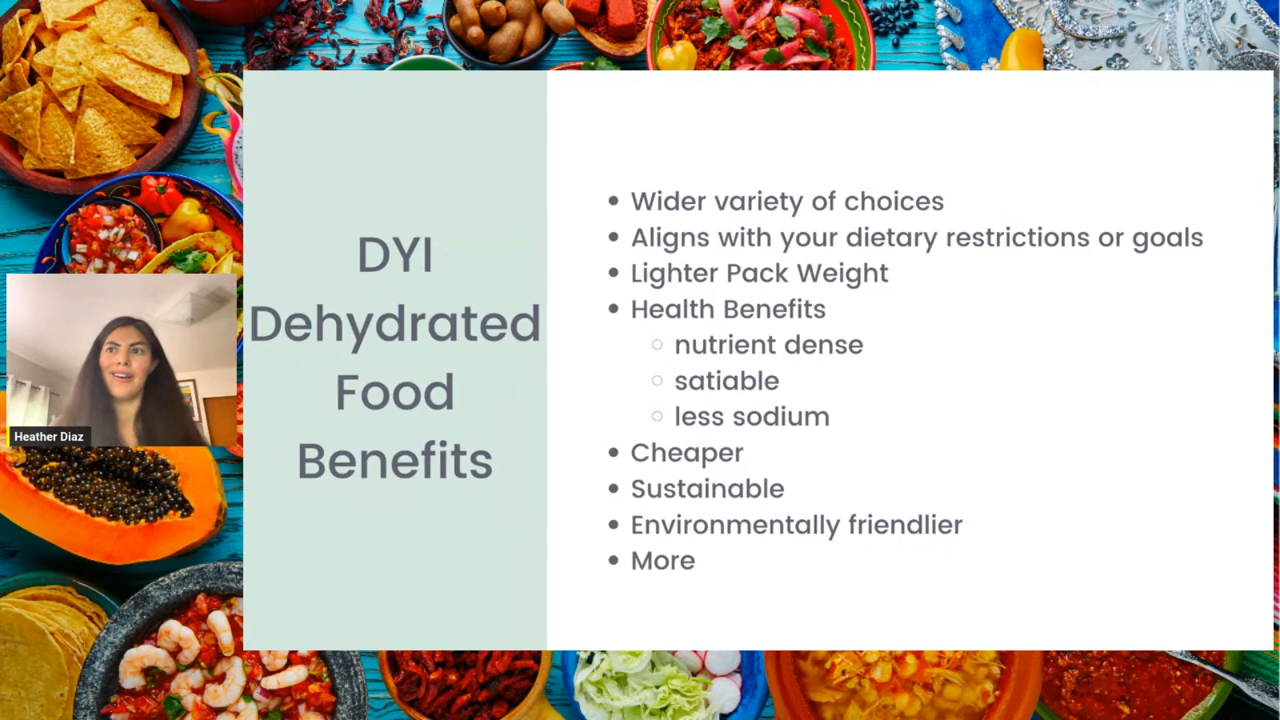 DYI
Dehydrated
Food
Benefits
Wider variety of choices
Aligns with your dietary restrictions or goals
Lighter Pack Weight
Health Benefits
nutrient dense
satiable
less sodium
Cheaper
Sustainable
Environmentally friendlier
More
Heather Diaz